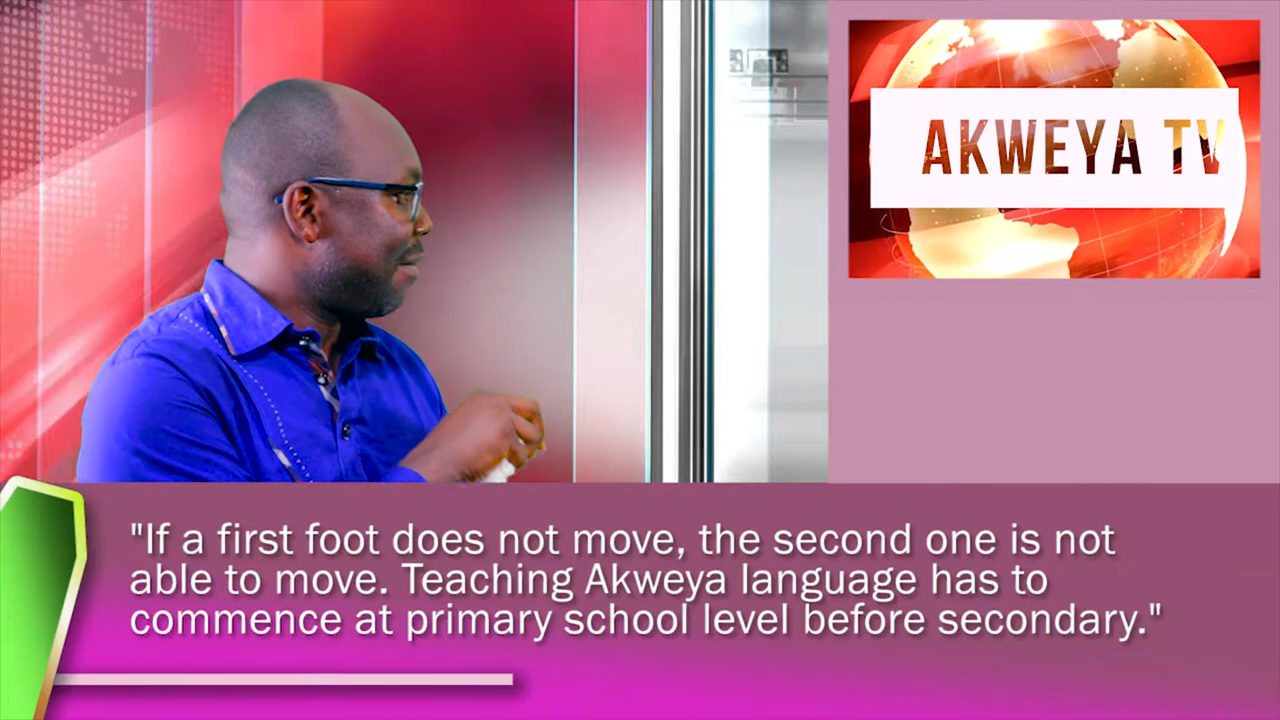 AKWEYA TV
"If a first foot does not move, the second one is not
able to move. Teaching Akweya language has to
commence at primary school level before secondary."